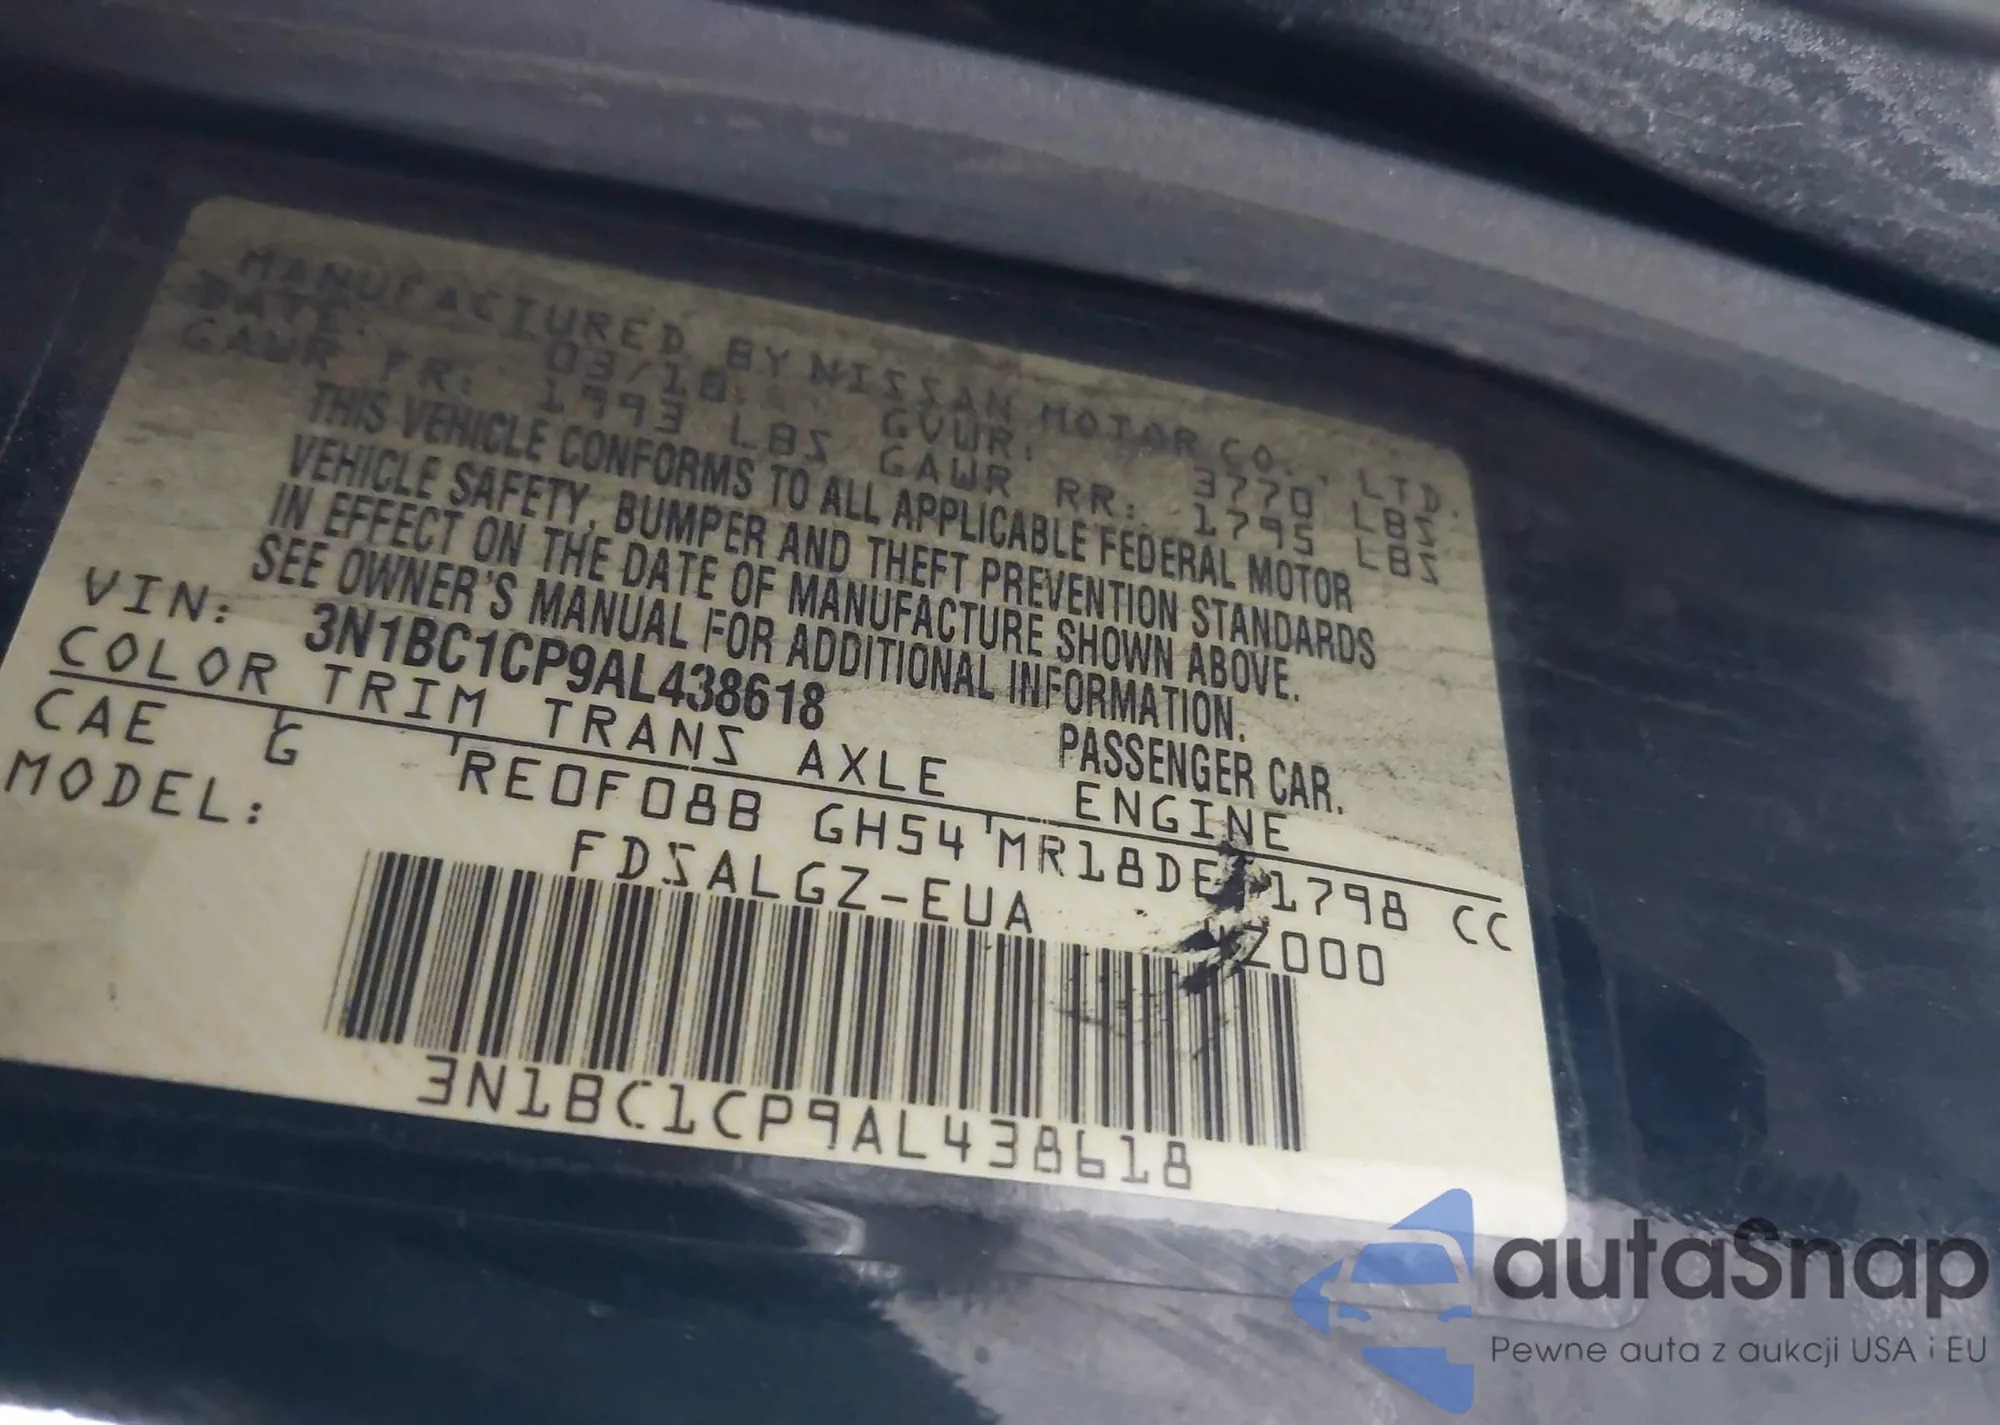 MANUFACTURED BY NISSAN MOTOR CO., LTD.
DATE: 03/10 GVWR: 3770 LBS
GAWR FR: 1993 LBS GAWR RR: 1795 LBS
THIS VEHICLE CONFORMS TO ALL APPLICABLE FEDERAL MOTOR
VEHICLE SAFETY, BUMPER AND THEFT PREVENTION STANDARDS
IN EFFECT ON THE DATE OF MANUFACTURE SHOWN ABOVE.
SEE OWNER'S MANUAL FOR ADDITIONAL INFORMATION.
VIN: 3N1BC1CP9AL438618 PASSENGER CAR.
COLOR TRIM TRANS AXLE ENGINE
CAE G RE0F08B GH54 MR18DE 1798 CC
MODEL: FDSALGZ-EUA Z000
3N1BC1CP9AL438618
autaSnap
Pewne auta z aukcji USA i EU